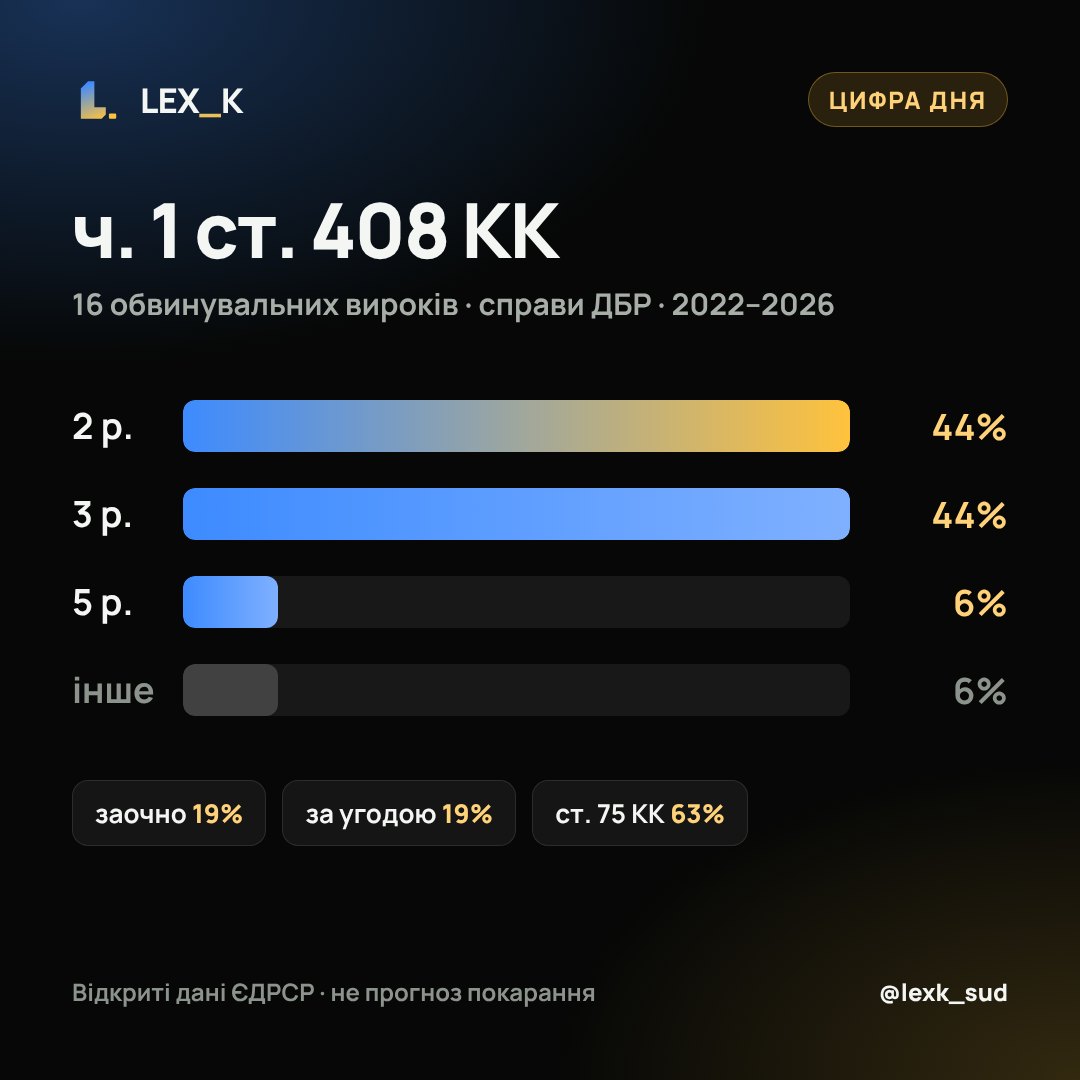 LEX_K
ЦИФРА ДНЯ
ч. 1 ст. 408 КК
16 обвинувальних вироків · справи ДБР · 2022–2026
2 р. 44%
3 р. 44%
5 р. 6%
інше 6%
заочно 19% за угодою 19% ст. 75 КК 63%
Відкриті дані ЄДРСР · не прогноз покарання
@lexk_sud